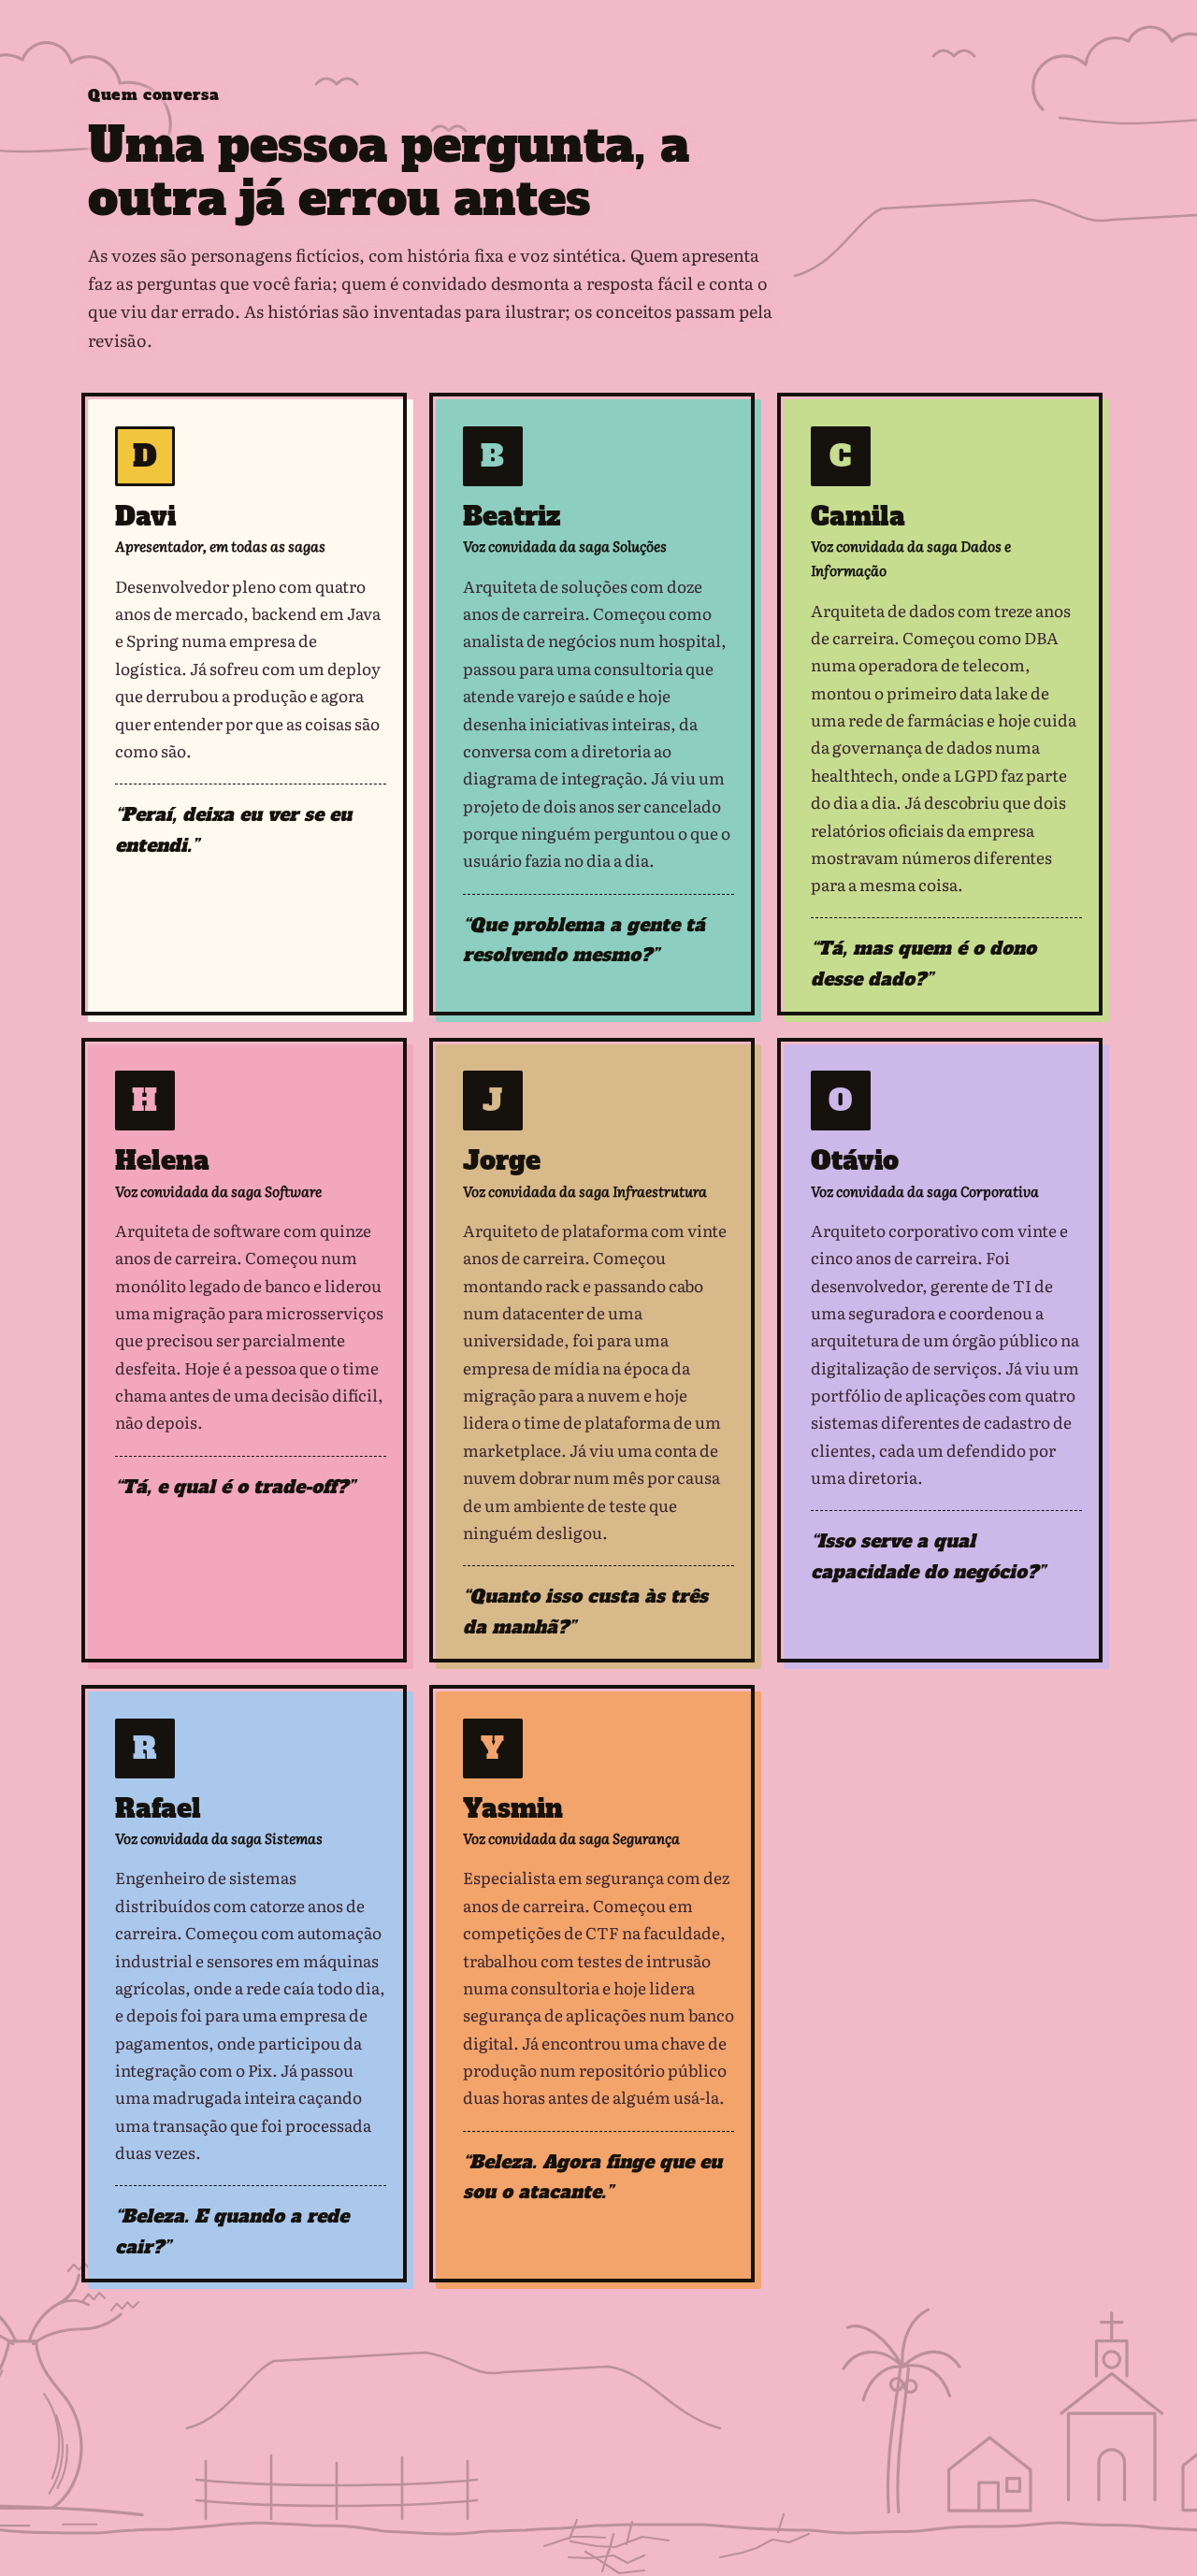 Quem conversa
Uma pessoa pergunta, a
outra já errou antes
As vozes são personagens fictícios, com história fixa e voz sintética. Quem apresenta
faz as perguntas que você faria; quem é convidado desmonta a resposta fácil e conta o
que viu dar errado. As histórias são inventadas para ilustrar; os conceitos passam pela
revisão.
D
Davi
Apresentador, em todas as sagas
Desenvolvedor pleno com quatro
anos de mercado, backend em Java
e Spring numa empresa de
logística. Já sofreu com um deploy
que derrubou a produção e agora
quer entender por que as coisas são
como são.
“Peraí, deixa eu ver se eu
entendi.”
B
Beatriz
Voz convidada da saga Soluções
Arquiteta de soluções com doze
anos de carreira. Começou como
analista de negócios num hospital,
passou para uma consultoria que
atende varejo e saúde e hoje
desenha iniciativas inteiras, da
conversa com a diretoria ao
diagrama de integração. Já viu um
projeto de dois anos ser cancelado
porque ninguém perguntou o que o
usuário fazia no dia a dia.
“Que problema a gente tá
resolvendo mesmo?”
C
Camila
Voz convidada da saga Dados e
Informação
Arquiteta de dados com treze anos
de carreira. Começou como DBA
numa operadora de telecom,
montou o primeiro data lake de
uma rede de farmácias e hoje cuida
da governança de dados numa
healthtech, onde a LGPD faz parte
do dia a dia. Já descobriu que dois
relatórios oficiais da empresa
mostravam números diferentes
para a mesma coisa.
“Tá, mas quem é o dono
desse dado?”
H
Helena
Voz convidada da saga Software
Arquiteta de software com quinze
anos de carreira. Começou num
monólito legado de banco e liderou
uma migração para microsserviços
que precisou ser parcialmente
desfeita. Hoje é a pessoa que o time
chama antes de uma decisão difícil,
não depois.
“Tá, e qual é o trade-off?”
J
Jorge
Voz convidada da saga Infraestrutura
Arquiteto de plataforma com vinte
anos de carreira. Começou
montando rack e passando cabo
num datacenter de uma
universidade, foi para uma
empresa de mídia na época da
migração para a nuvem e hoje
lidera o time de plataforma de um
marketplace. Já viu uma conta de
nuvem dobrar num mês por causa
de um ambiente de teste que
ninguém desligou.
“Quanto isso custa às três
da manhã?”
O
Otávio
Voz convidada da saga Corporativa
Arquiteto corporativo com vinte e
cinco anos de carreira. Foi
desenvolvedor, gerente de TI de
uma seguradora e coordenou a
arquitetura de um órgão público na
digitalização de serviços. Já viu um
portfólio de aplicações com quatro
sistemas diferentes de cadastro de
clientes, cada um defendido por
uma diretoria.
“Isso serve a qual
capacidade do negócio?”
R
Rafael
Voz convidada da saga Sistemas
Engenheiro de sistemas
distribuídos com catorze anos de
carreira. Começou com automação
industrial e sensores em máquinas
agrícolas, onde a rede caía todo dia,
e depois foi para uma empresa de
pagamentos, onde participou da
integração com o Pix. Já passou
uma madrugada inteira caçando
uma transação que foi processada
duas vezes.
“Beleza. E quando a rede
cair?”
Y
Yasmin
Voz convidada da saga Segurança
Especialista em segurança com dez
anos de carreira. Começou em
competições de CTF na faculdade,
trabalhou com testes de intrusão
numa consultoria e hoje lidera
segurança de aplicações num banco
digital. Já encontrou uma chave de
produção num repositório público
duas horas antes de alguém usá-la.
“Beleza. Agora finge que eu
sou o atacante.”